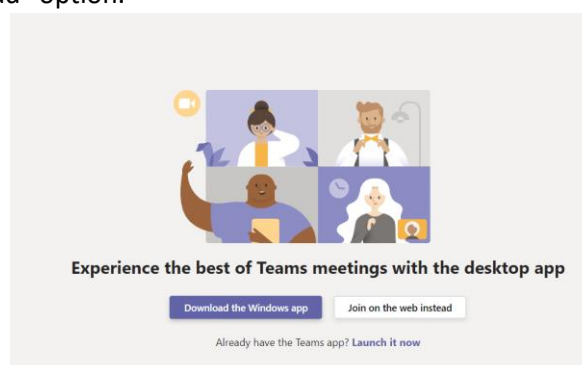 option.
Experience the best of Teams meetings with the desktop app
Download the Windows app
Join on the web instead
Already have the Teams app? Launch it now